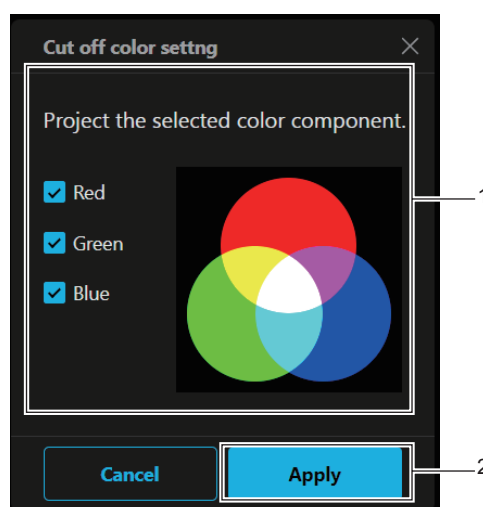 Cut off color settng
Project the selected color component.
Red
Green
Blue
1
Cancel
Apply
2